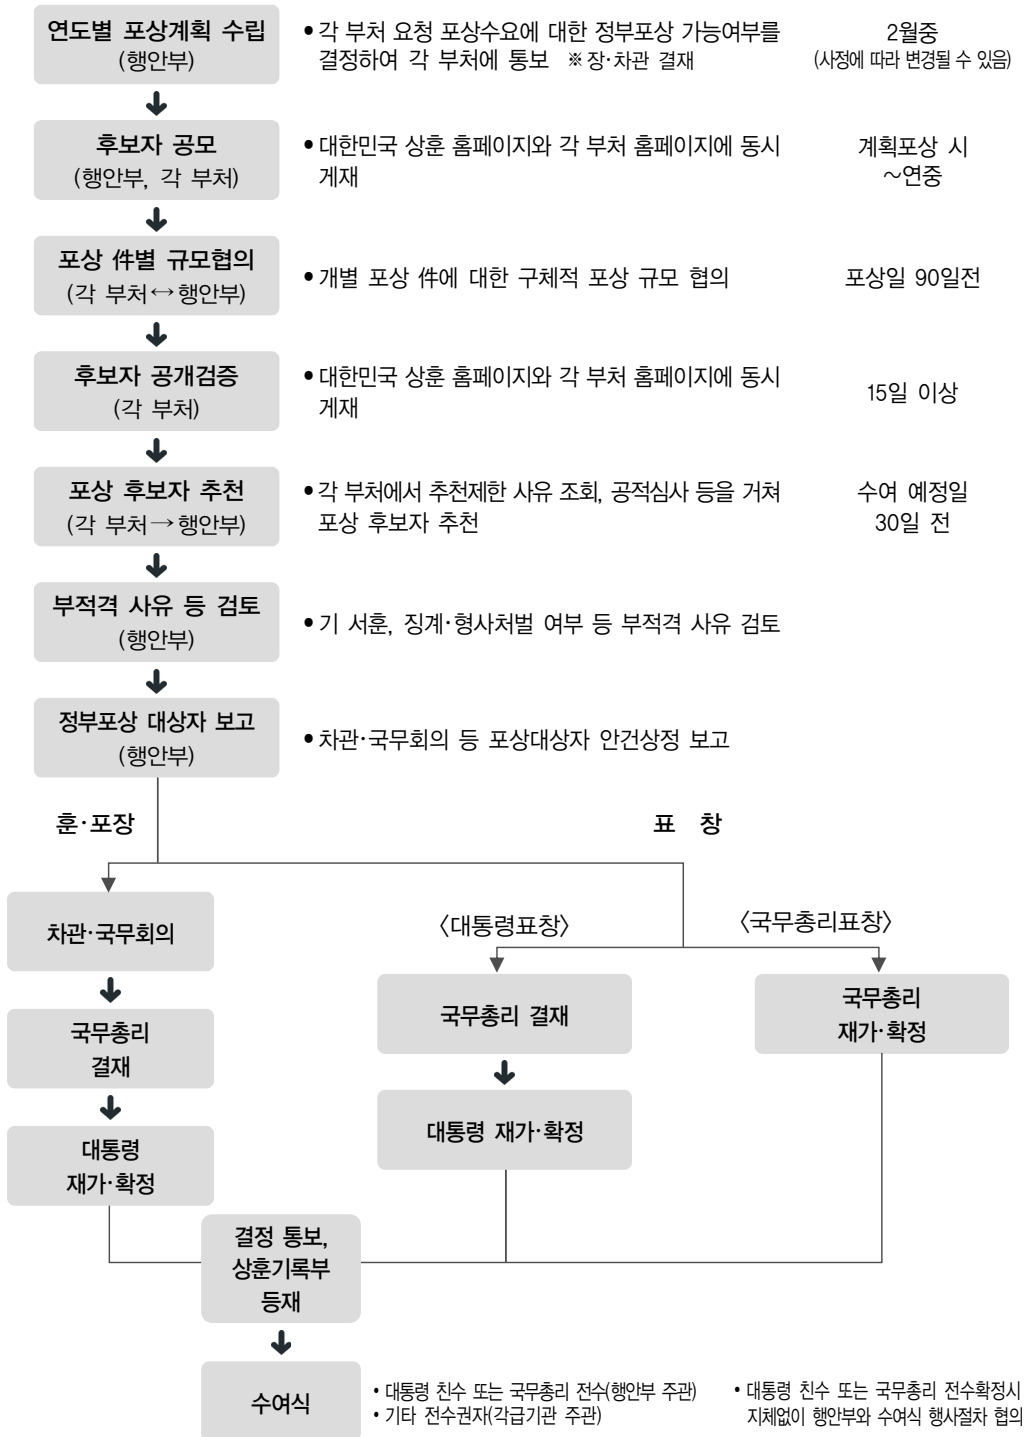 연도별 포상계획 수립
(행안부)
• 각 부처 요청 포상수요에 대한 정부포상 가능여부를
결정하여 각 부처에 통보 ※ 장·차관 결재
2월중
(사정에 따라 변경될 수 있음)
후보자 공모
(행안부, 각 부처)
• 대한민국 상훈 홈페이지와 각 부처 홈페이지에 동시
게재
계획포상 시
~연중
포상 件별 규모협의
(각 부처↔행안부)
• 개별 포상 件에 대한 구체적 포상 규모 협의
포상일 90일전
후보자 공개검증
(각 부처)
• 대한민국 상훈 홈페이지와 각 부처 홈페이지에 동시
게재
15일 이상
포상 후보자 추천
(각 부처→행안부)
• 각 부처에서 추천제한 사유 조회, 공적심사 등을 거쳐
포상 후보자 추천
수여 예정일
30일 전
부적격 사유 등 검토
(행안부)
• 기 서훈, 징계·형사처벌 여부 등 부적격 사유 검토
정부포상 대상자 보고
(행안부)
• 차관·국무회의 등 포상대상자 안건상정 보고
훈·포장
표 창
차관·국무회의
〈대통령표창〉
〈국무총리표창〉
국무총리
결재
국무총리 결재
국무총리
재가·확정
대통령
재가·확정
대통령 재가·확정
결정 통보,
상훈기록부
등재
수여식
• 대통령 친수 또는 국무총리 전수(행안부 주관)
• 기타 전수권자(각급기관 주관)
• 대통령 친수 또는 국무총리 전수확정시
지체없이 행안부와 수여식 행사절차 협의